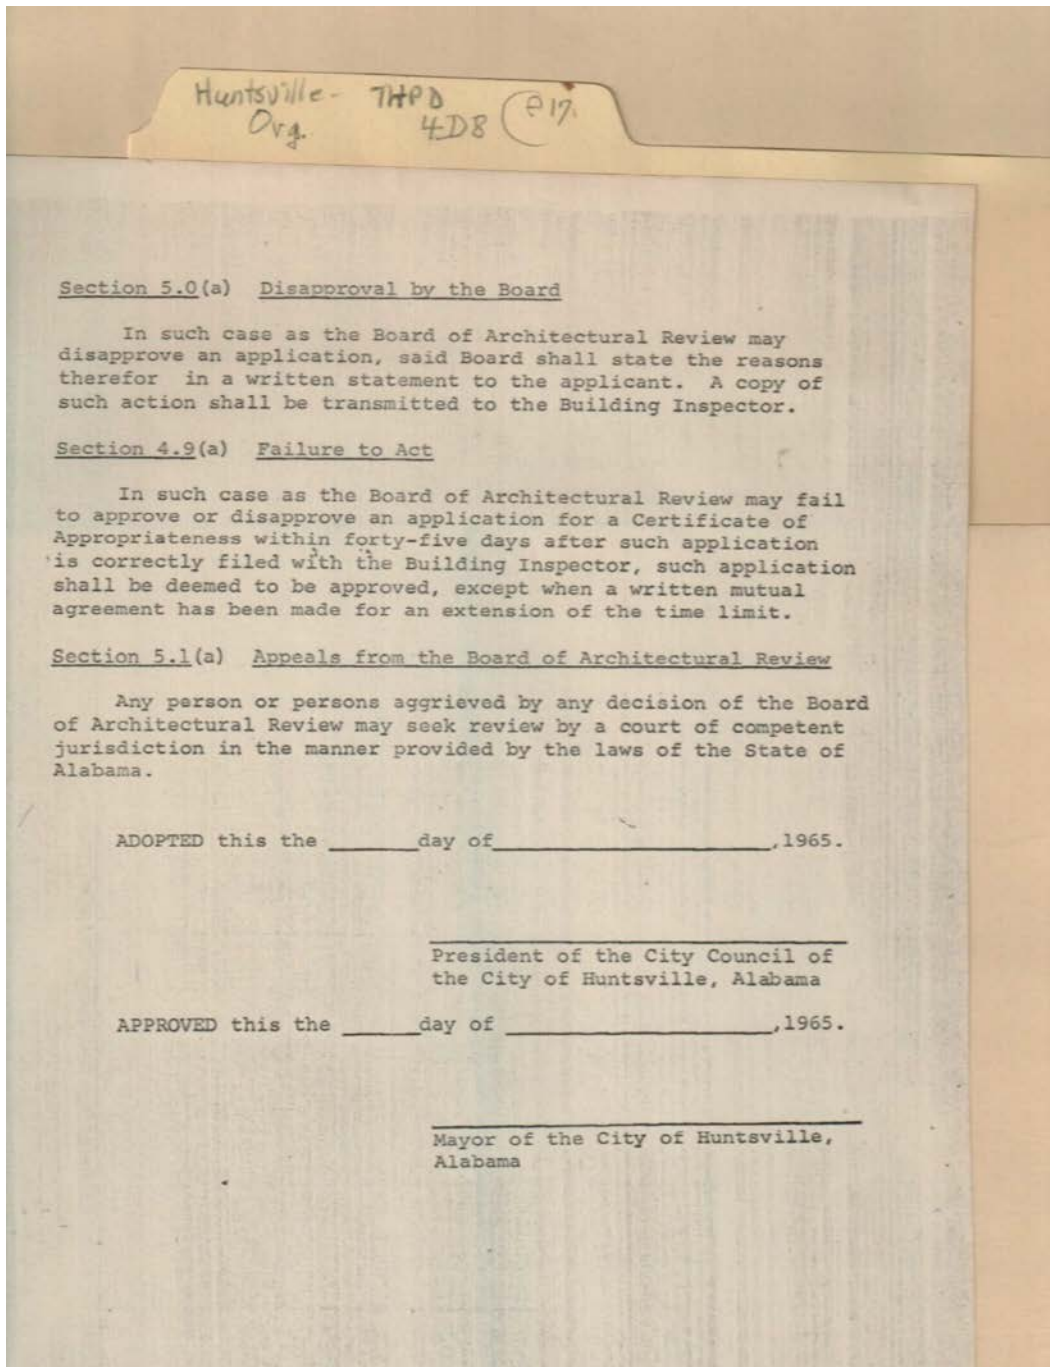 Huntsville - THPD
Org. 4D8 P17.
Section 5.0(a) Disapproval by the Board
In such case as the Board of Architectural Review may
disapprove an application, said Board shall state the reasons
therefor in a written statement to the applicant. A copy of
such action shall be transmitted to the Building Inspector.
Section 4.9(a) Failure to Act
In such case as the Board of Architectural Review may fail
to approve or disapprove an application for a Certificate of
Appropriateness within forty-five days after such application
is correctly filed with the Building Inspector, such application
shall be deemed to be approved, except when a written mutual
agreement has been made for an extension of the time limit.
Section 5.1(a) Appeals from the Board of Architectural Review
Any person or persons aggrieved by any decision of the Board
of Architectural Review may seek review by a court of competent
jurisdiction in the manner provided by the laws of the State of
Alabama.
ADOPTED this the ______day of___________________,1965.
President of the City Council of
the City of Huntsville, Alabama
APPROVED this the _____day of __________________,1965.
Mayor of the City of Huntsville,
Alabama